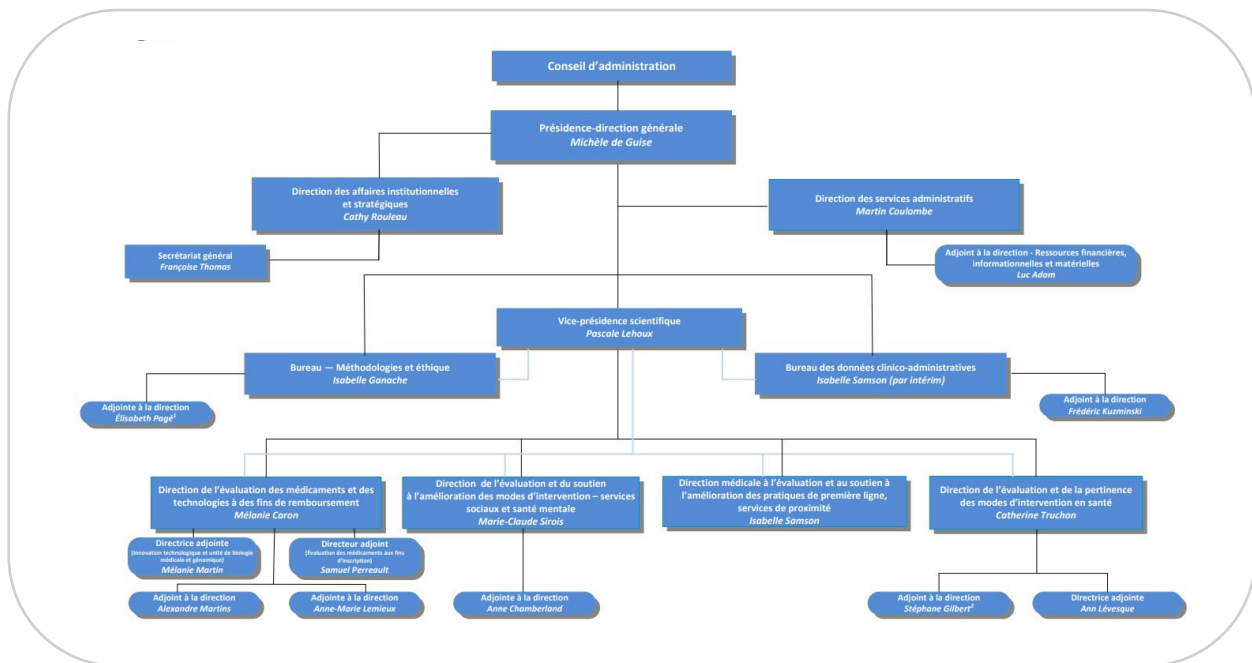 Conseil d'administration
Présidence-direction générale
Michèle de Guise
Direction des affaires institutionnelles
et stratégiques
Cathy Rouleau
Direction des services administratifs
Martin Coulombe
Secrétariat général
Françoise Thomas
Adjoint à la direction - Ressources financières,
informationnelles et matérielles
Luc Adam
Vice-présidence scientifique
Pascale Lehoux
Bureau — Méthodologies et éthique
Isabelle Ganache
Bureau des données clinico-administratives
Isabelle Samson (par intérim)
Adjointe à la direction
Élisabeth Pagé¹
Adjoint à la direction
Frédéric Kuzminski
Direction de l'évaluation des médicaments et des
technologies à des fins de remboursement
Mélanie Caron
Direction de l'évaluation et du soutien
à l'amélioration des modes d'intervention – services
sociaux et santé mentale
Marie-Claude Sirois
Direction médicale à l'évaluation et au soutien à
l'amélioration des pratiques de première ligne,
services de proximité
Isabelle Samson
Direction de l'évaluation et de la pertinence
des modes d'intervention en santé
Catherine Truchon
Directrice adjointe
(Innovation technologique et unité de biologie
médicale et génomique)
Mélanie Martin
Directeur adjoint
(Évaluation des médicaments aux fins
d'inscription)
Samuel Perreault
Adjoint à la direction
Alexandre Martins
Adjointe à la direction
Anne-Marie Lemieux
Adjointe à la direction
Anne Chamberland
Adjoint à la direction
Stéphane Gilbert²
Directrice adjointe
Ann Lévesque